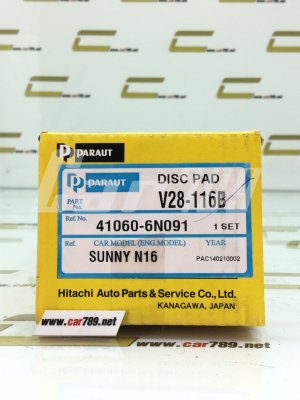 PARAUT
PARAUT
DISC PAD
PART No. V28-116B
Ref. No. 41060-6N091 1 SET
Ref. CAR MODEL (ENG.MODEL) YEAR
SUNNY N16 PAC140210002
Hitachi Auto Parts & Service Co., Ltd.
KANAGAWA, JAPAN
www.car789.net
www.car789.net